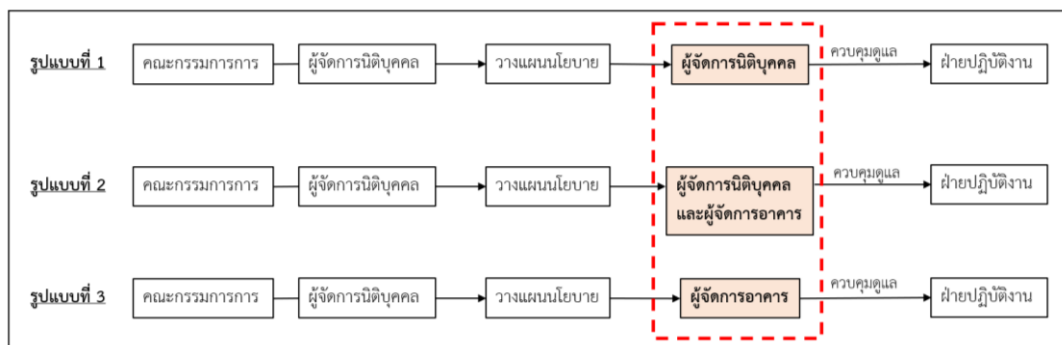 รูปแบบที่ 1
คณะกรรมการการ
ผู้จัดการนิติบุคคล
วางแผนนโยบาย
ผู้จัดการนิติบุคคล
ควบคุมดูแล
ฝ่ายปฏิบัติงาน
รูปแบบที่ 2
คณะกรรมการการ
ผู้จัดการนิติบุคคล
วางแผนนโยบาย
ผู้จัดการนิติบุคคล
และผู้จัดการอาคาร
ควบคุมดูแล
ฝ่ายปฏิบัติงาน
รูปแบบที่ 3
คณะกรรมการการ
ผู้จัดการนิติบุคคล
วางแผนนโยบาย
ผู้จัดการอาคาร
ควบคุมดูแล
ฝ่ายปฏิบัติงาน